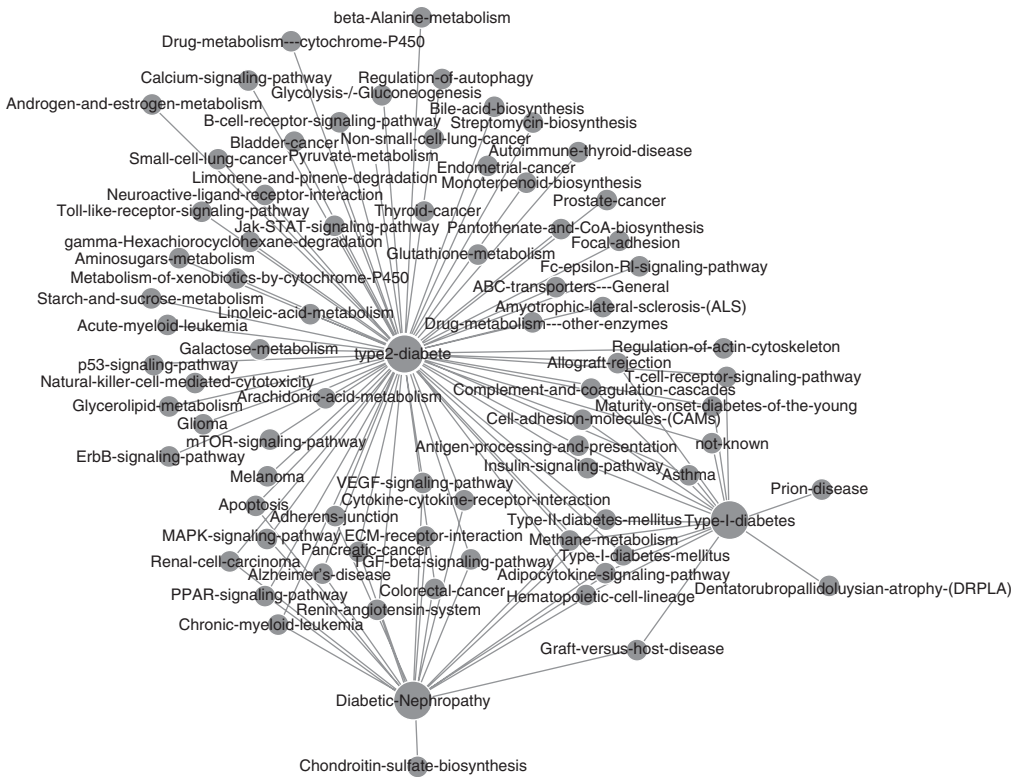 beta-Alanine-metabolism
Drug-metabolism---cytochrome-P450
Calcium-signaling-pathway
Regulation-of-autophagy
Glycolysis-/-Gluconeogenesis
Androgen-and-estrogen-metabolism
Bile-acid-biosynthesis
B-cell-receptor-signaling-pathway
Streptomycin-biosynthesis
Bladder-cancer
Non-small-cell-lung-cancer
Autoimmune-thyroid-disease
Small-cell-lung-cancer
Pyruvate-metabolism
Endometrial-cancer
Limonene-and-pinene-degradation
Monoterpenoid-biosynthesis
Neuroactive-ligand-receptor-interaction
Prostate-cancer
Toll-like-receptor-signaling-pathway
Thyroid-cancer
Jak-STAT-signaling-pathway
Pantothenate-and-CoA-biosynthesis
gamma-Hexachiorocyclohexane-degradation
Focal-adhesion
Aminosugars-metabolism
Glutathione-metabolism
Fc-epsilon-RI-signaling-pathway
Metabolism-of-xenobiotics-by-cytochrome-P450
ABC-transporters---General
Starch-and-sucrose-metabolism
Amyotrophic-lateral-sclerosis-(ALS)
Linoleic-acid-metabolism
Acute-myeloid-leukemia
Drug-metabolism---other-enzymes
Galactose-metabolism
type2-diabete
Regulation-of-actin-cytoskeleton
p53-signaling-pathway
Allograft-rejection
Natural-killer-cell-mediated-cytotoxicity
T-cell-receptor-signaling-pathway
Arachidonic-acid-metabolism
Complement-and-coagulation-cascades
Glycerolipid-metabolism
Maturity-onset-diabetes-of-the-young
Glioma
Cell-adhesion-molecules-(CAMs)
mTOR-signaling-pathway
Antigen-processing-and-presentation
not-known
ErbB-signaling-pathway
Insulin-signaling-pathway
Melanoma
Asthma
VEGF-signaling-pathway
Prion-disease
Apoptosis
Cytokine-cytokine-receptor-interaction
Adherens-junction
Type-II-diabetes-mellitus
Type-I-diabetes
MAPK-signaling-pathway
ECM-receptor-interaction
Methane-metabolism
Pancreatic-cancer
Renal-cell-carcinoma
TGF-beta-signaling-pathway
Type-I-diabetes-mellitus
Alzheimer's-disease
Adipocytokine-signaling-pathway
PPAR-signaling-pathway
Colorectal-cancer
Hematopoietic-cell-lineage
Dentatorubropallidoluysian-atrophy-(DRPLA)
Renin-angiotensin-system
Chronic-myeloid-leukemia
Graft-versus-host-disease
Diabetic-Nephropathy
Chondroitin-sulfate-biosynthesis